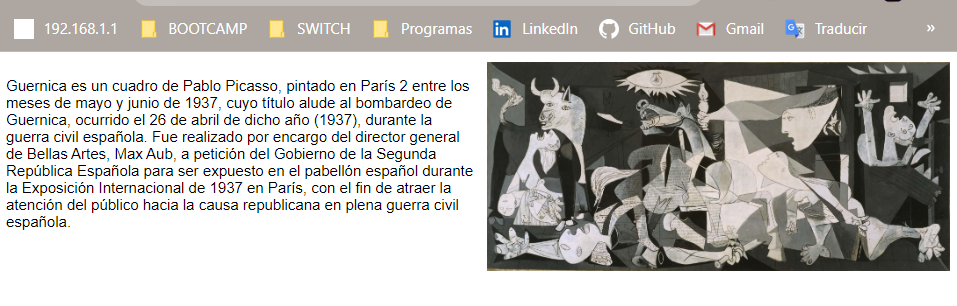 192.168.1.1 BOOTCAMP SWITCH Programas LinkedIn GitHub Gmail Traducir »
Guernica es un cuadro de Pablo Picasso, pintado en París 2 entre los
meses de mayo y junio de 1937, cuyo título alude al bombardeo de
Guernica, ocurrido el 26 de abril de dicho año (1937), durante la
guerra civil española. Fue realizado por encargo del director general
de Bellas Artes, Max Aub, a petición del Gobierno de la Segunda
República Española para ser expuesto en el pabellón español durante
la Exposición Internacional de 1937 en París, con el fin de atraer la
atención del público hacia la causa republicana en plena guerra civil
española.